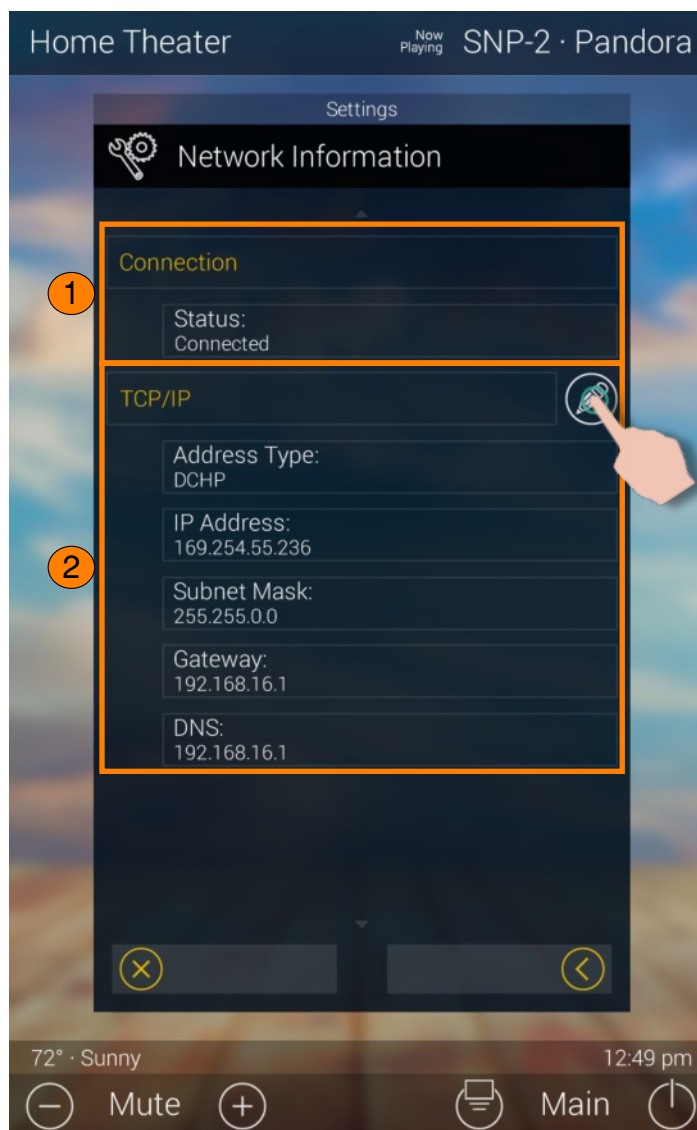 Home Theater
Now Playing
SNP-2 · Pandora
Settings
Network Information
1
Connection
Status:
Connected
TCP/IP
Address Type:
DCHP
2
IP Address:
169.254.55.236
Subnet Mask:
255.255.0.0
Gateway:
192.168.16.1
DNS:
192.168.16.1
72° · Sunny
12:49 pm
Mute
Main